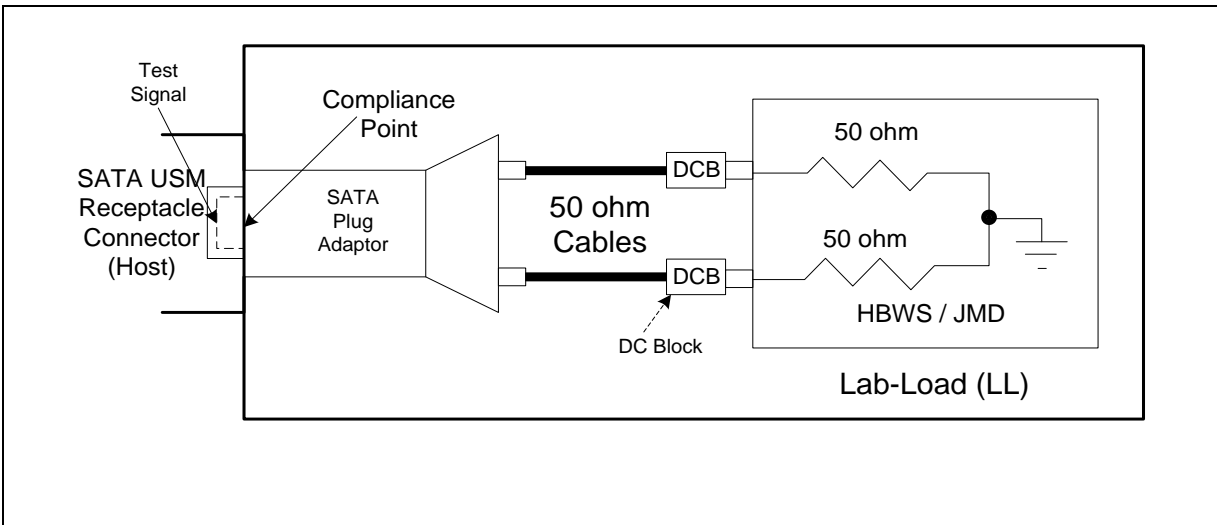 Test
Signal
Compliance
Point
SATA USM
Receptacle
Connector
(Host)
SATA
Plug
Adaptor
50 ohm
Cables
DCB
DCB
DC Block
50 ohm
50 ohm
HBWS / JMD
Lab-Load (LL)